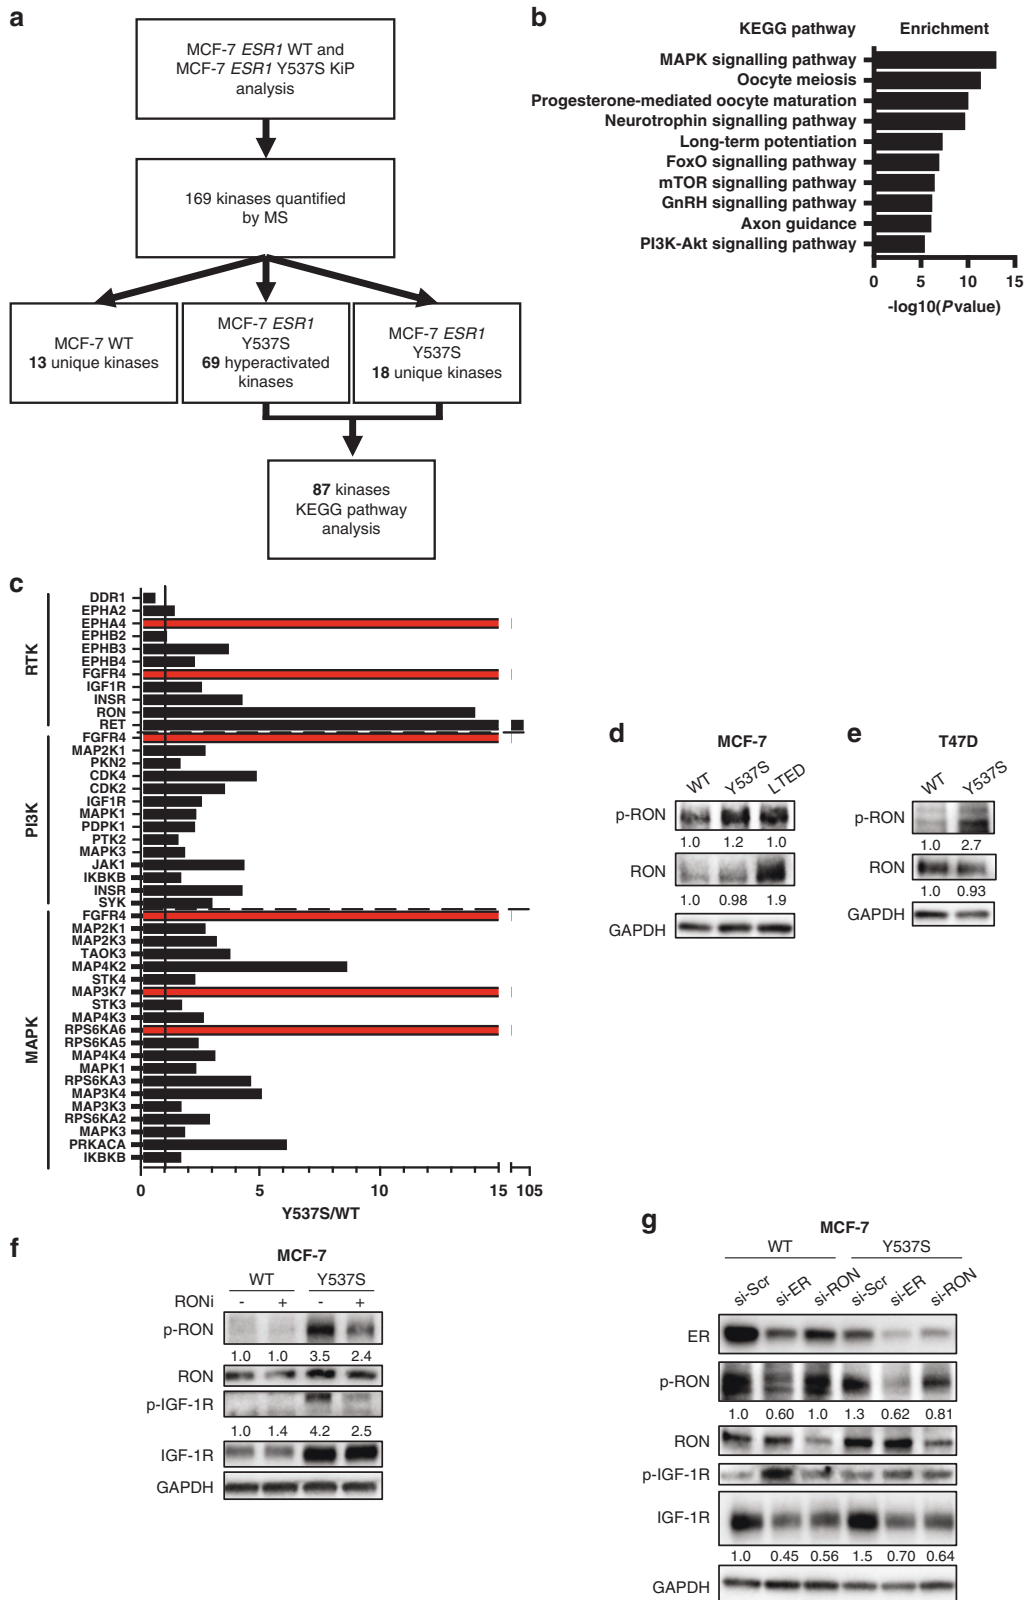 a
MCF-7 ESR1 WT and
MCF-7 ESR1 Y537S KiP
analysis
169 kinases quantified
by MS
MCF-7 WT
13 unique kinases
MCF-7 ESR1
Y537S
69 hyperactivated
kinases
MCF-7 ESR1
Y537S
18 unique kinases
87 kinases
KEGG pathway
analysis
b
KEGG pathway Enrichment
MAPK signalling pathway
Oocyte meiosis
Progesterone-mediated oocyte maturation
Neurotrophin signalling pathway
Long-term potentiation
FoxO signalling pathway
mTOR signalling pathway
GnRH signalling pathway
Axon guidance
PI3K-Akt signalling pathway
0 5 10 15
-log10(Pvalue)
c
RTK
DDR1
EPHA2
EPHA4
EPHB2
EPHB3
EPHB4
FGFR4
IGF1R
INSR
RON
RET
PI3K
FGFR4
MAP2K1
PKN2
CDK4
CDK2
IGF1R
MAPK1
PDPK1
PTK2
MAPK3
JAK1
IKBKB
INSR
SYK
MAPK
FGFR4
MAP2K1
MAP2K3
TAOK3
MAP4K2
STK4
MAP3K7
STK3
MAP4K3
RPS6KA6
RPS6KA5
MAP4K4
MAPK1
RPS6KA3
MAP3K4
MAP3K3
RPS6KA2
MAPK3
PRKACA
IKBKB
0 5 10 15 105
Y537S/WT
d
MCF-7
WT Y537S LTED
p-RON
1.0 1.2 1.0
RON
1.0 0.98 1.9
GAPDH
e
T47D
WT Y537S
p-RON
1.0 2.7
RON
1.0 0.93
GAPDH
f
MCF-7
WT Y537S
RONi - + - +
p-RON
1.0 1.0 3.5 2.4
RON
p-IGF-1R
1.0 1.4 4.2 2.5
IGF-1R
GAPDH
g
MCF-7
WT Y537S
si-Scr si-ER si-RON si-Scr si-ER si-RON
ER
p-RON
1.0 0.60 1.0 1.3 0.62 0.81
RON
p-IGF-1R
IGF-1R
1.0 0.45 0.56 1.5 0.70 0.64
GAPDH